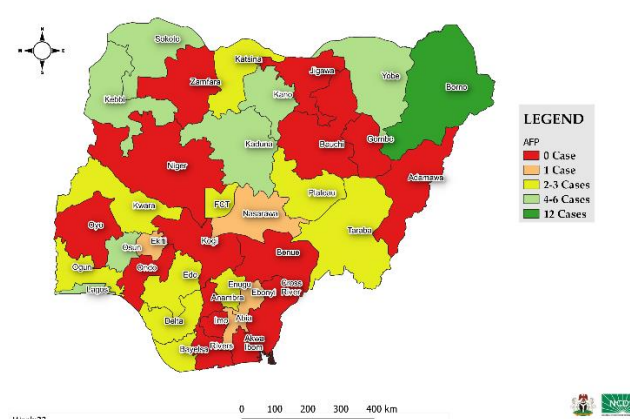 N
W E
S
Sokoto
Katsina
Jigawa
Zamfara
Yobe
Borno
Kebbi
Kano
Kaduna
Bauchi
Gombe
Niger
Adamawa
Plateau
Kwara
FCT
Nasarawa
Taraba
Oyo
Osun
Ekiti
Kogi
Benue
Ogun
Ondo
Edo
Enugu
Cross
River
Lagos
Anambra
Ebonyi
Delta
Imo
Abia
Bayelsa
Rivers
Akwa
Ibom
LEGEND
AFP
0 Case
1 Case
2-3 Cases
4-6 Cases
12 Cases
0 100 200 300 400 km